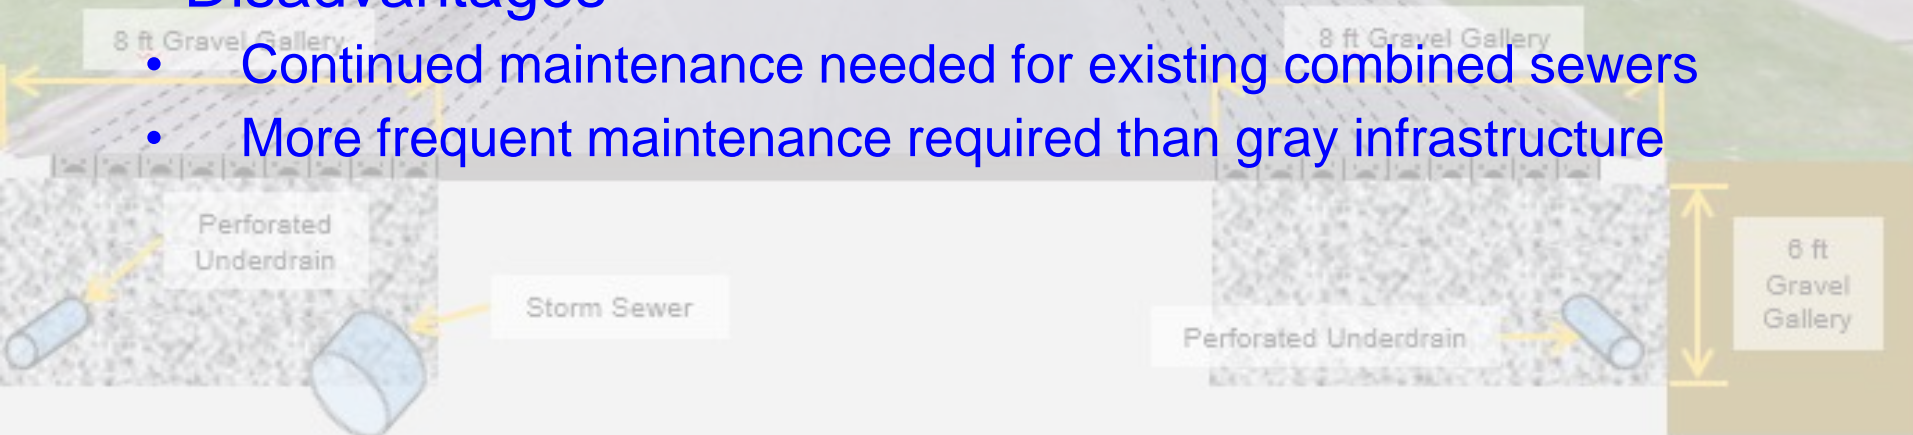 Disadvantages
8 ft Gravel Gallery
8 ft Gravel Gallery
• Continued maintenance needed for existing combined sewers
• More frequent maintenance required than gray infrastructure
Perforated
Underdrain
Storm Sewer
Perforated Underdrain
6 ft
Gravel
Gallery